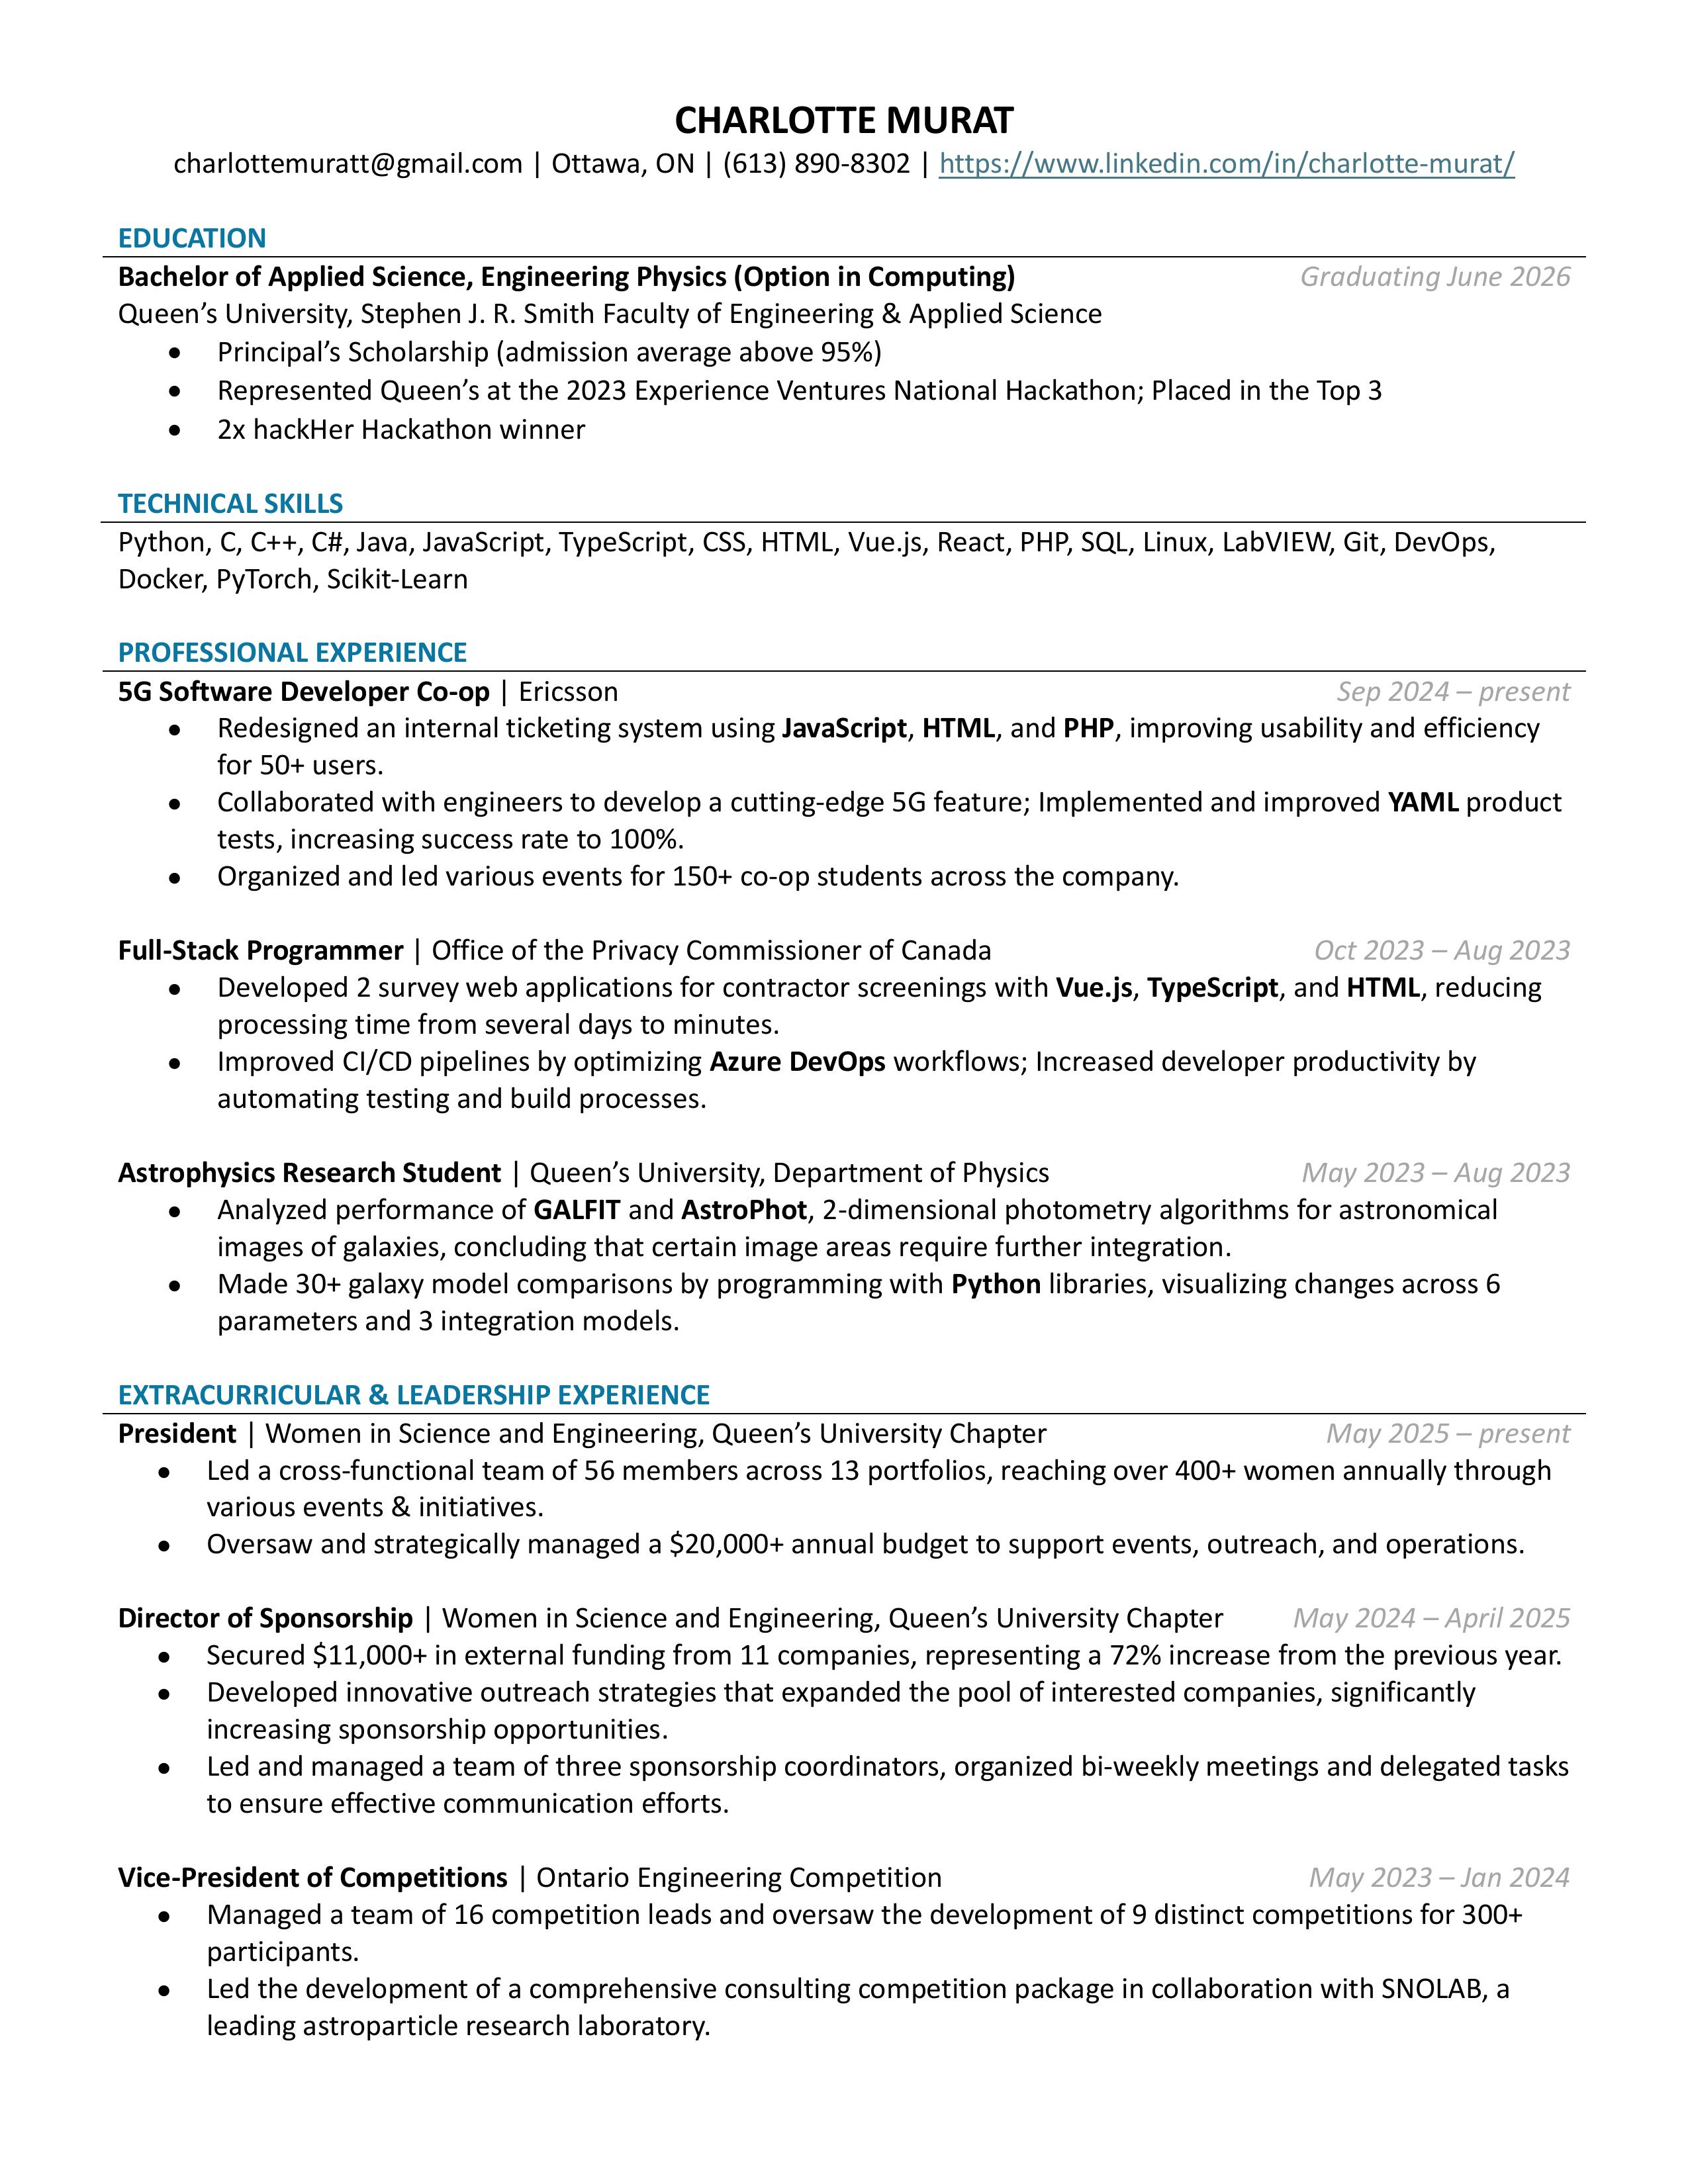 CHARLOTTE MURAT
charlottemuratt@gmail.com | Ottawa, ON | (613) 890-8302 | https://www.linkedin.com/in/charlotte-murat/
EDUCATION
Bachelor of Applied Science, Engineering Physics (Option in Computing) Graduating June 2026
Queen’s University, Stephen J. R. Smith Faculty of Engineering & Applied Science
● Principal’s Scholarship (admission average above 95%)
● Represented Queen’s at the 2023 Experience Ventures National Hackathon; Placed in the Top 3
● 2x hackHer Hackathon winner
TECHNICAL SKILLS
Python, C, C++, C#, Java, JavaScript, TypeScript, CSS, HTML, Vue.js, React, PHP, SQL, Linux, LabVIEW, Git, DevOps,
Docker, PyTorch, Scikit-Learn
PROFESSIONAL EXPERIENCE
5G Software Developer Co-op | Ericsson Sep 2024 – present
● Redesigned an internal ticketing system using JavaScript, HTML, and PHP, improving usability and efficiency
for 50+ users.
● Collaborated with engineers to develop a cutting-edge 5G feature; Implemented and improved YAML product
tests, increasing success rate to 100%.
● Organized and led various events for 150+ co-op students across the company.
Full-Stack Programmer | Office of the Privacy Commissioner of Canada Oct 2023 – Aug 2023
● Developed 2 survey web applications for contractor screenings with Vue.js, TypeScript, and HTML, reducing
processing time from several days to minutes.
● Improved CI/CD pipelines by optimizing Azure DevOps workflows; Increased developer productivity by
automating testing and build processes.
Astrophysics Research Student | Queen’s University, Department of Physics May 2023 – Aug 2023
● Analyzed performance of GALFIT and AstroPhot, 2-dimensional photometry algorithms for astronomical
images of galaxies, concluding that certain image areas require further integration.
● Made 30+ galaxy model comparisons by programming with Python libraries, visualizing changes across 6
parameters and 3 integration models.
EXTRACURRICULAR & LEADERSHIP EXPERIENCE
President | Women in Science and Engineering, Queen’s University Chapter May 2025 – present
● Led a cross-functional team of 56 members across 13 portfolios, reaching over 400+ women annually through
various events & initiatives.
● Oversaw and strategically managed a $20,000+ annual budget to support events, outreach, and operations.
Director of Sponsorship | Women in Science and Engineering, Queen’s University Chapter May 2024 – April 2025
● Secured $11,000+ in external funding from 11 companies, representing a 72% increase from the previous year.
● Developed innovative outreach strategies that expanded the pool of interested companies, significantly
increasing sponsorship opportunities.
● Led and managed a team of three sponsorship coordinators, organized bi-weekly meetings and delegated tasks
to ensure effective communication efforts.
Vice-President of Competitions | Ontario Engineering Competition May 2023 – Jan 2024
● Managed a team of 16 competition leads and oversaw the development of 9 distinct competitions for 300+
participants.
● Led the development of a comprehensive consulting competition package in collaboration with SNOLAB, a
leading astroparticle research laboratory.